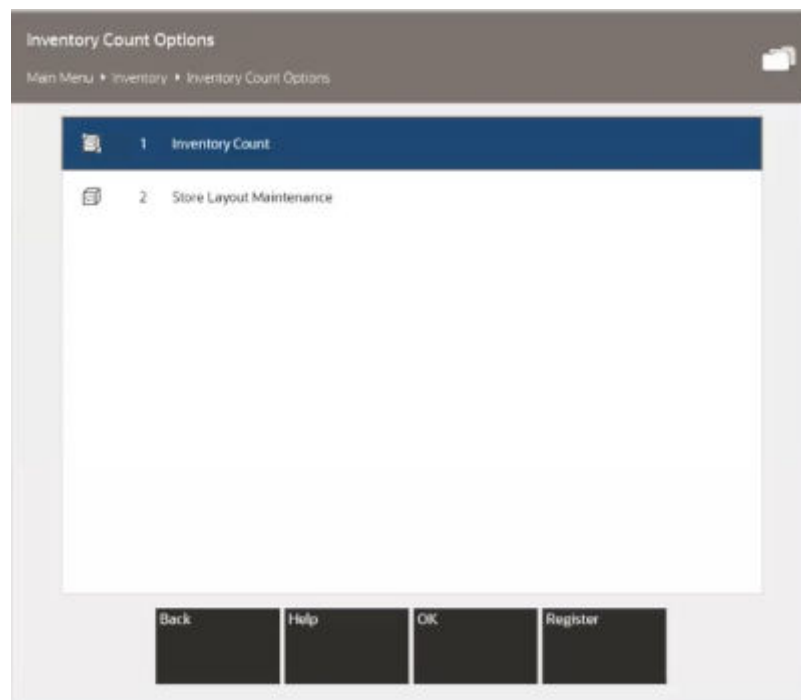 Inventory Count Options
Main Menu ▸ Inventory ▸ Inventory Count Options
1 Inventory Count
2 Store Layout Maintenance
Back Help OK Register